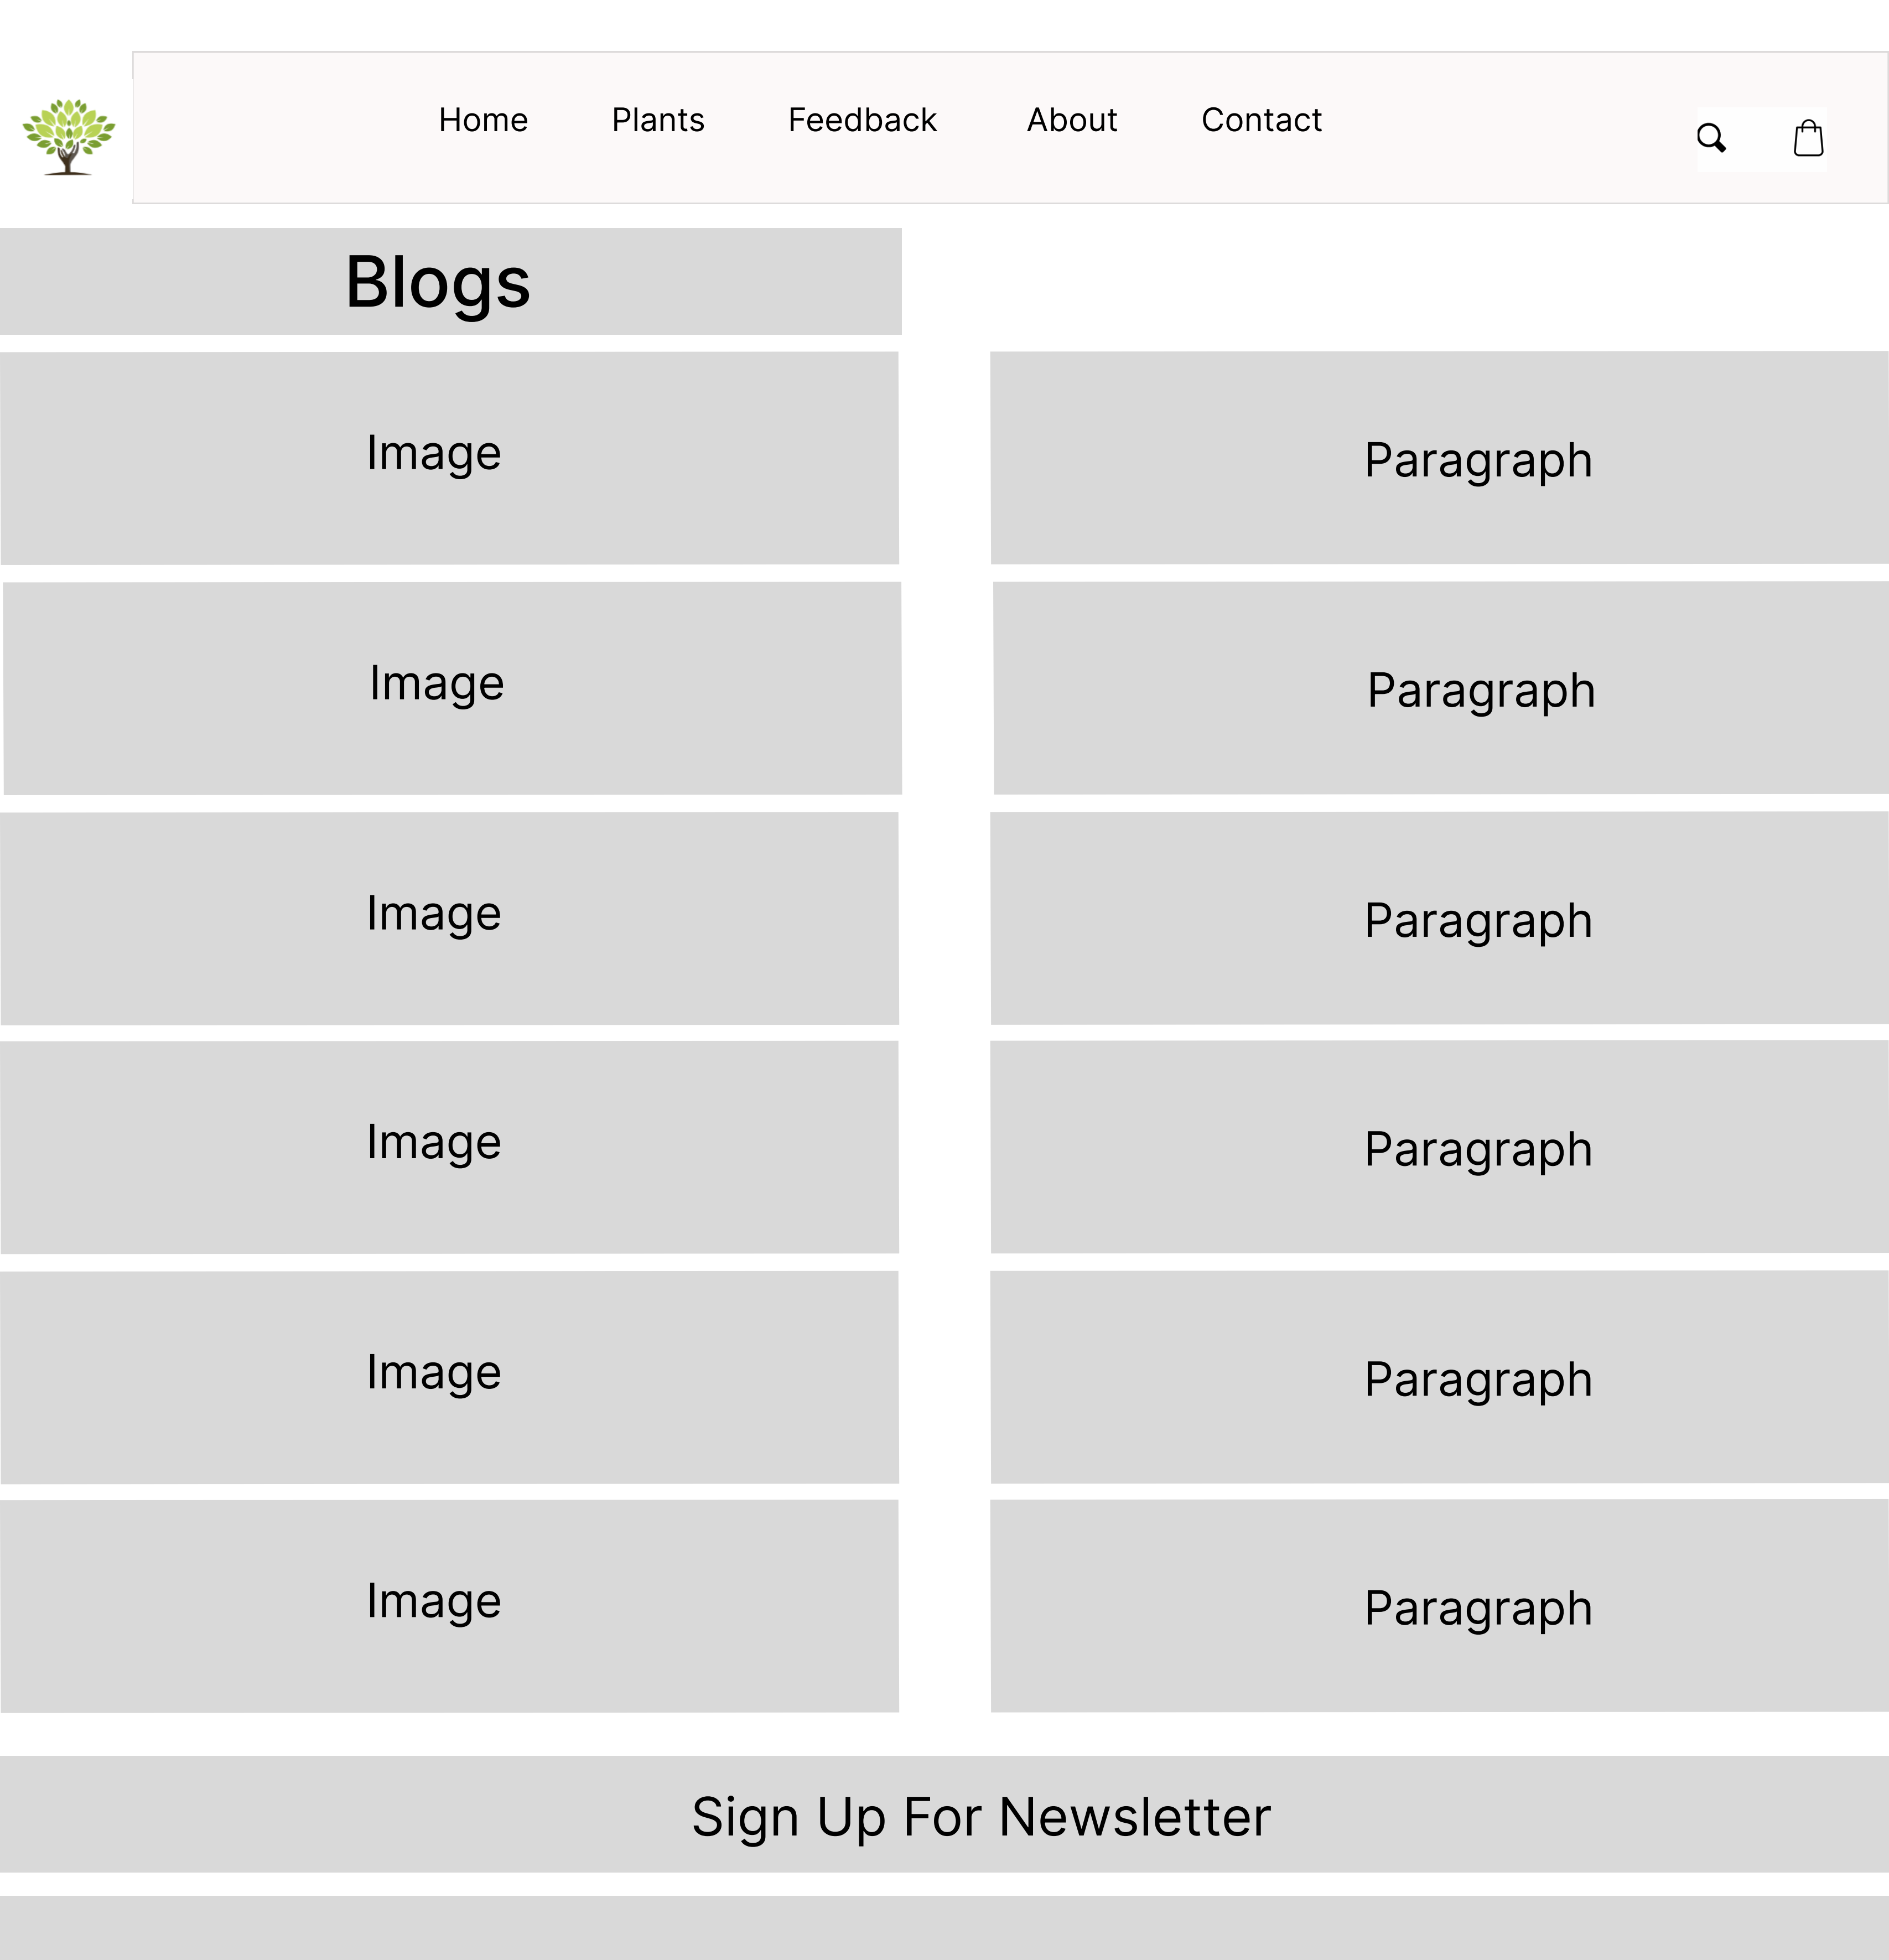 Home Plants Feedback About Contact
Blogs
Image
Paragraph
Image
Paragraph
Image
Paragraph
Image
Paragraph
Image
Paragraph
Image
Paragraph
Sign Up For Newsletter